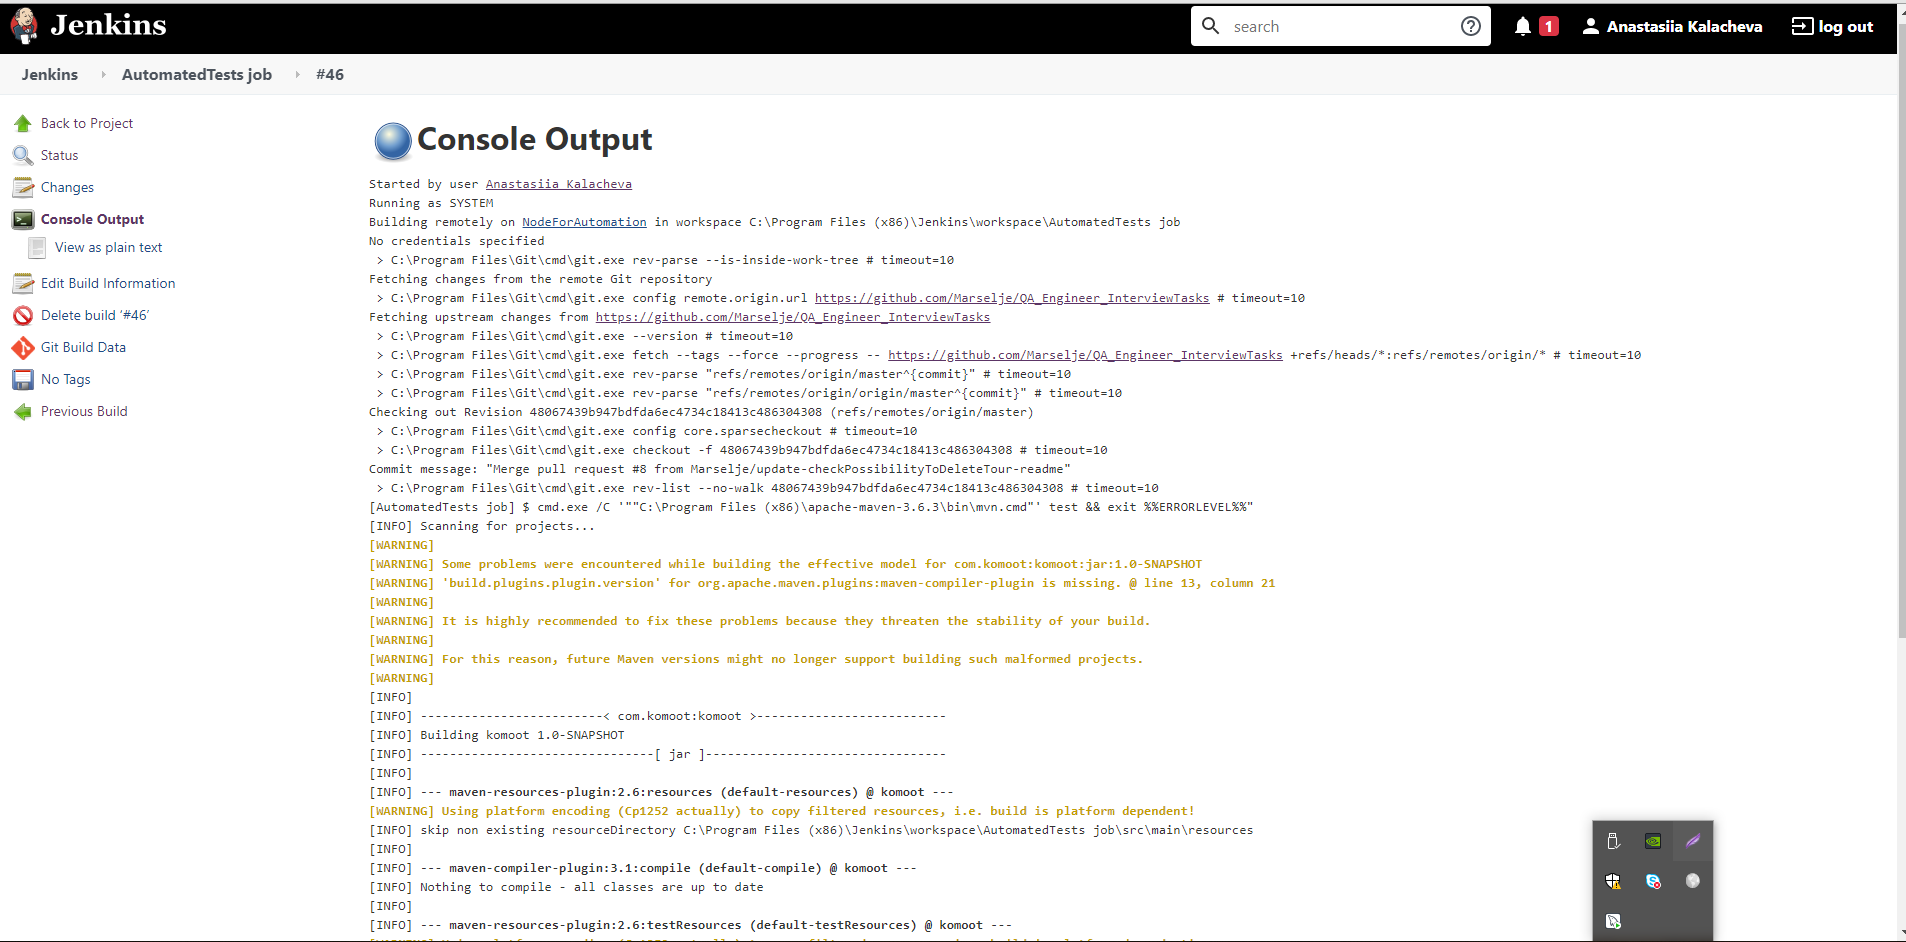 Jenkins
search
1
Anastasiia Kalacheva
log out
Jenkins
AutomatedTests job
#46
Back to Project
Status
Changes
Console Output
View as plain text
Edit Build Information
Delete build ‘#46’
Git Build Data
No Tags
Previous Build
Console Output
Started by user Anastasiia Kalacheva
Running as SYSTEM
Building remotely on NodeForAutomation in workspace C:\Program Files (x86)\Jenkins\workspace\AutomatedTests job
No credentials specified
> C:\Program Files\Git\cmd\git.exe rev-parse --is-inside-work-tree # timeout=10
Fetching changes from the remote Git repository
> C:\Program Files\Git\cmd\git.exe config remote.origin.url https://github.com/Marselje/QA_Engineer_InterviewTasks # timeout=10
Fetching upstream changes from https://github.com/Marselje/QA_Engineer_InterviewTasks
> C:\Program Files\Git\cmd\git.exe --version # timeout=10
> C:\Program Files\Git\cmd\git.exe fetch --tags --force --progress -- https://github.com/Marselje/QA_Engineer_InterviewTasks +refs/heads/*:refs/remotes/origin/* # timeout=10
> C:\Program Files\Git\cmd\git.exe rev-parse "refs/remotes/origin/master^{commit}" # timeout=10
> C:\Program Files\Git\cmd\git.exe rev-parse "refs/remotes/origin/origin/master^{commit}" # timeout=10
Checking out Revision 48067439b947bdfda6ec4734c18413c486304308 (refs/remotes/origin/master)
> C:\Program Files\Git\cmd\git.exe config core.sparsecheckout # timeout=10
> C:\Program Files\Git\cmd\git.exe checkout -f 48067439b947bdfda6ec4734c18413c486304308 # timeout=10
Commit message: "Merge pull request #8 from Marselje/update-checkPossibilityToDeleteTour-readme"
> C:\Program Files\Git\cmd\git.exe rev-list --no-walk 48067439b947bdfda6ec4734c18413c486304308 # timeout=10
[AutomatedTests job] $ cmd.exe /C '""C:\Program Files (x86)\apache-maven-3.6.3\bin\mvn.cmd"' test && exit %%ERRORLEVEL%%"
[INFO] Scanning for projects...
[WARNING]
[WARNING] Some problems were encountered while building the effective model for com.komoot:komoot:jar:1.0-SNAPSHOT
[WARNING] 'build.plugins.plugin.version' for org.apache.maven.plugins:maven-compiler-plugin is missing. @ line 13, column 21
[WARNING]
[WARNING] It is highly recommended to fix these problems because they threaten the stability of your build.
[WARNING]
[WARNING] For this reason, future Maven versions might no longer support building such malformed projects.
[WARNING]
[INFO]
[INFO] -------------------------< com.komoot:komoot >--------------------------
[INFO] Building komoot 1.0-SNAPSHOT
[INFO] --------------------------------[ jar ]---------------------------------
[INFO]
[INFO] --- maven-resources-plugin:2.6:resources (default-resources) @ komoot ---
[WARNING] Using platform encoding (Cp1252 actually) to copy filtered resources, i.e. build is platform dependent!
[INFO] skip non existing resourceDirectory C:\Program Files (x86)\Jenkins\workspace\AutomatedTests job\src\main\resources
[INFO]
[INFO] --- maven-compiler-plugin:3.1:compile (default-compile) @ komoot ---
[INFO] Nothing to compile - all classes are up to date
[INFO]
[INFO] --- maven-resources-plugin:2.6:testResources (default-testResources) @ komoot ---